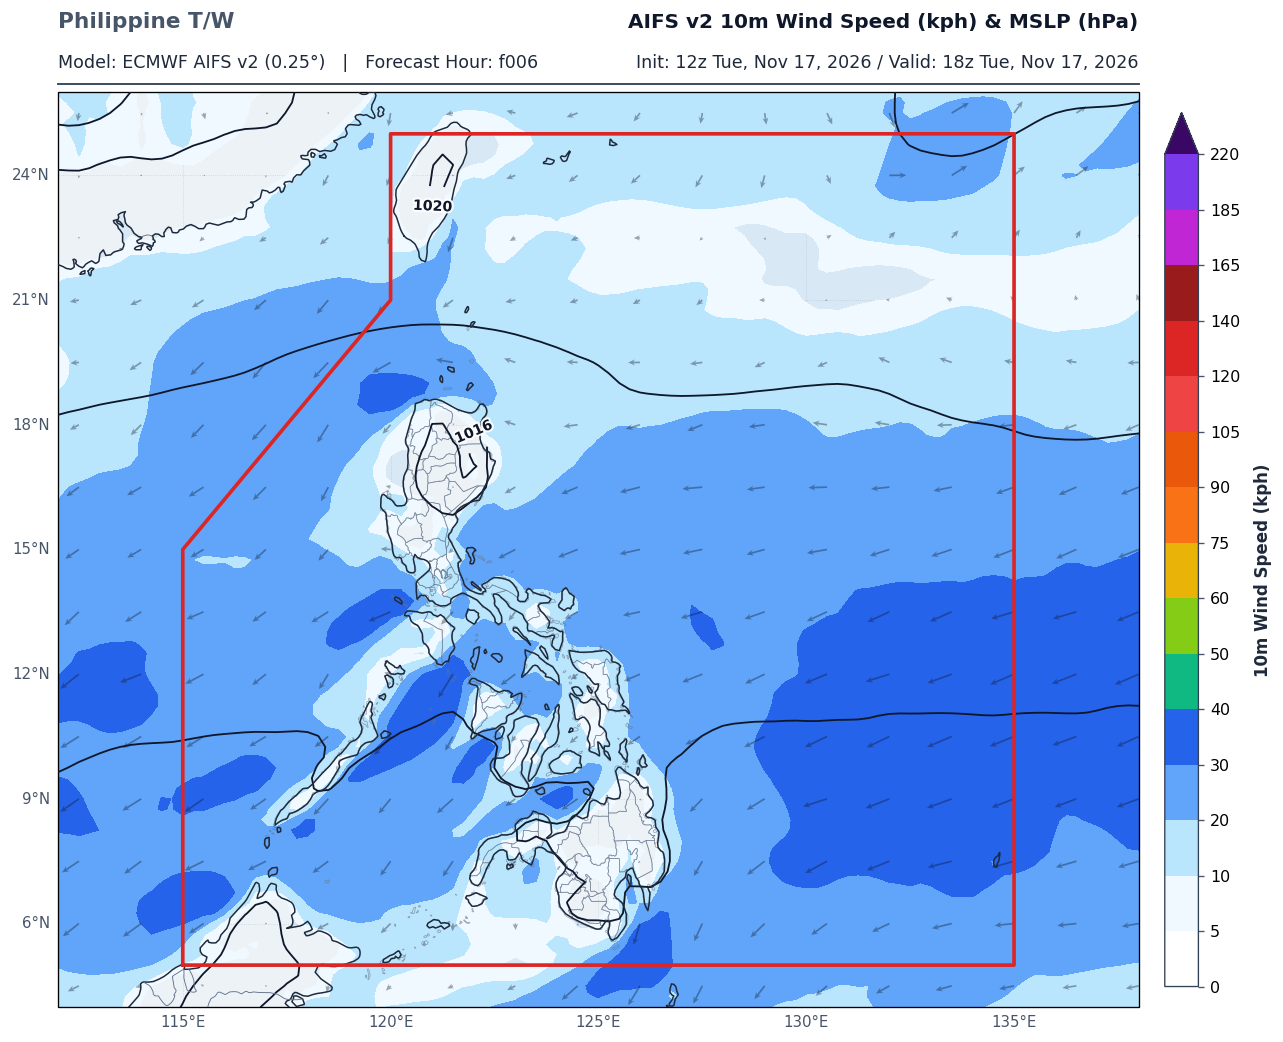 Philippine T/W
AIFS v2 10m Wind Speed (kph) & MSLP (hPa)
Model: ECMWF AIFS v2 (0.25°) | Forecast Hour: f006
Init: 12z Tue, Nov 17, 2026 / Valid: 18z Tue, Nov 17, 2026
24°N
21°N
18°N
15°N
12°N
9°N
6°N
1020
1016
115°E
120°E
125°E
130°E
135°E
220
185
165
140
120
105
90
75
60
50
40
30
20
10
5
0
10m Wind Speed (kph)